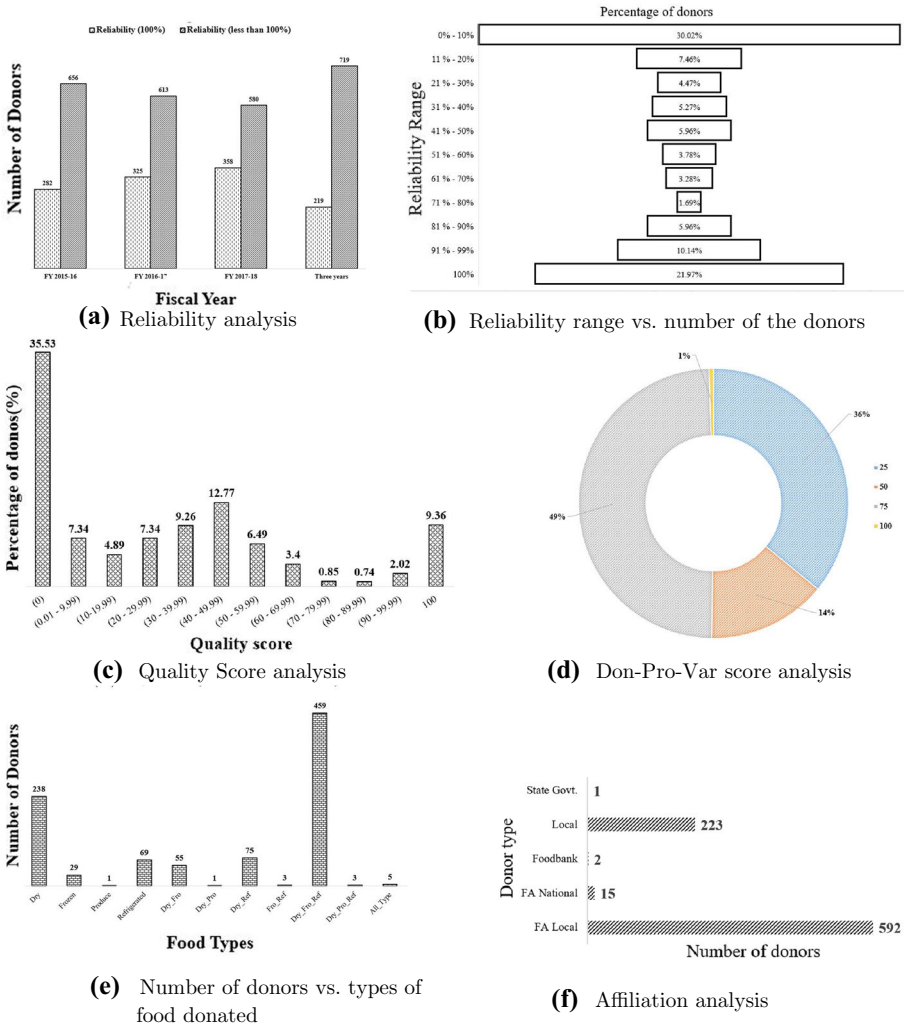 Reliability (100%) Reliability (less than 100%)
Number of Donors
656 613 580 719
282 325 358 219
FY 2015-16 FY 2016-17 FY 2017-18 Three years
Fiscal Year
(a) Reliability analysis
Percentage of donors
Reliability Range
0% - 10% 30.02%
11 % - 20% 7.46%
21 % - 30% 4.47%
31 % - 40% 5.27%
41 % - 50% 5.96%
51 % - 60% 3.78%
61 % - 70% 3.28%
71 % - 80% 1.69%
81 % - 90% 5.96%
91 % - 99% 10.14%
100% 21.97%
(b) Reliability range vs. number of the donors
Percentage of donos(%)
35.53 7.34 4.89 7.34 9.26 12.77 6.49 3.4 0.85 0.74 2.02 9.36
(0) (0.01 - 9.99) (10-19.99) (20 - 29.99) (30 - 39.99) (40 - 49.99) (50 - 59.99) (60 - 69.99) (70 - 79.99) (80 - 89.99) (90 - 99.99) 100
Quality score
(c) Quality Score analysis
1%
36%
49%
14%
25
50
75
100
(d) Don-Pro-Var score analysis
Number of Donors
238 29 1 69 55 1 75 3 459 3 5
Dry Frozen Produce Refrigerated Dry_Fro Dry_Pro Dry_Ref Fro_Ref Dry_Fro_Ref Dry_Pro_Ref All_Type
Food Types
(e) Number of donors vs. types of
food donated
Donor type
State Govt. 1
Local 223
Foodbank 2
FA National 15
FA Local 592
Number of donors
(f) Affiliation analysis